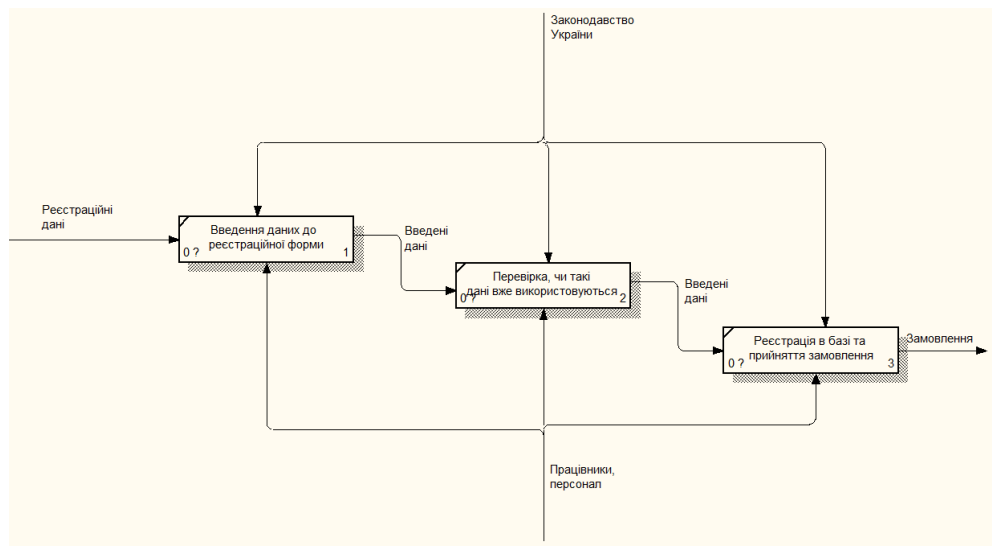 Законодавство
України
Реєстраційні
дані
Введення даних до
реєстраційної форми
0 ?
1
Введені
дані
Перевірка, чи такі
дані вже використовуються
0 ?
2
Введені
дані
Реєстрація в базі та
прийняття замовлення
0 ?
3
Замовлення
Працівники,
персонал